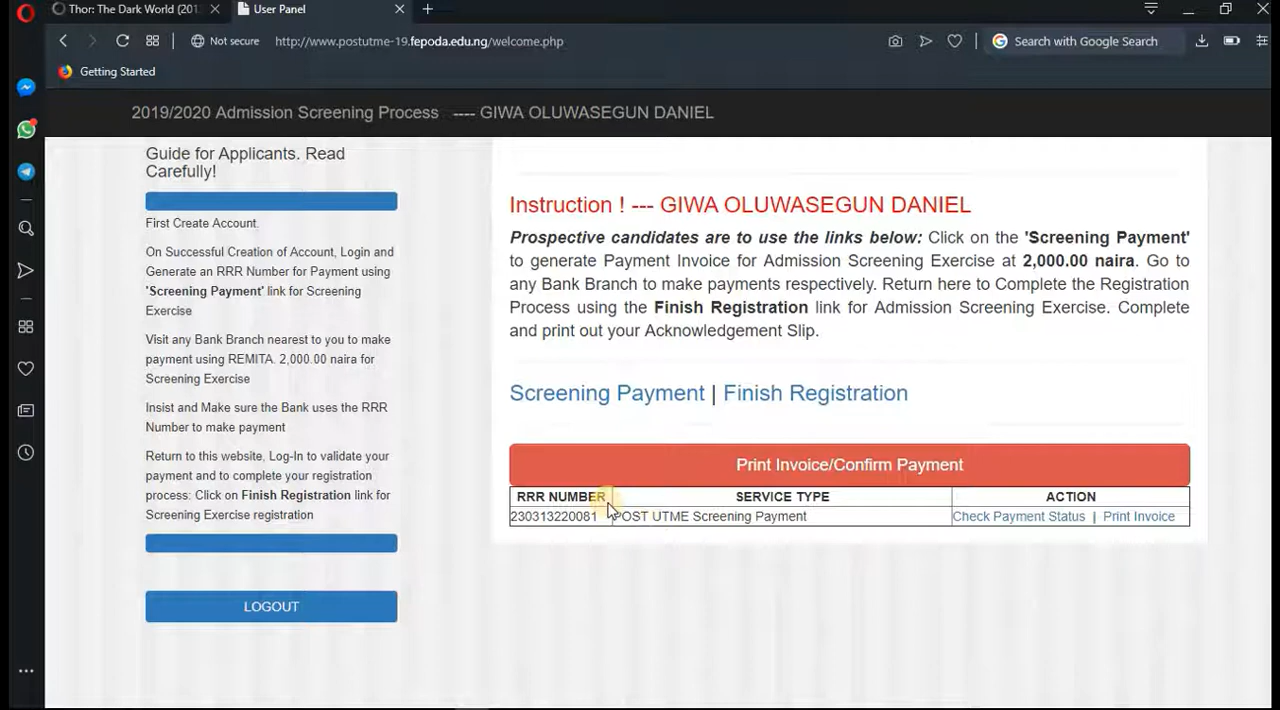 Thor: The Dark World (201
User Panel
Not secure
http://www.postutme-19.fepoda.edu.ng/welcome.php
Search with Google Search
Getting Started
2019/2020 Admission Screening Process ---- GIWA OLUWASEGUN DANIEL
Guide for Applicants. Read
Carefully!
First Create Account.
On Successful Creation of Account, Login and
Generate an RRR Number for Payment using
'Screening Payment' link for Screening
Exercise
Visit any Bank Branch nearest to you to make
payment using REMITA. 2,000.00 naira for
Screening Exercise
Insist and Make sure the Bank uses the RRR
Number to make payment
Return to this website, Log-In to validate your
payment and to complete your registration
process: Click on Finish Registration link for
Screening Exercise registration
LOGOUT
Instruction ! --- GIWA OLUWASEGUN DANIEL
Prospective candidates are to use the links below: Click on the 'Screening Payment'
to generate Payment Invoice for Admission Screening Exercise at 2,000.00 naira. Go to
any Bank Branch to make payments respectively. Return here to Complete the Registration
Process using the Finish Registration link for Admission Screening Exercise. Complete
and print out your Acknowledgement Slip.
Screening Payment | Finish Registration
Print Invoice/Confirm Payment
RRR NUMBER SERVICE TYPE ACTION
230313220081 POST UTME Screening Payment Check Payment Status | Print Invoice